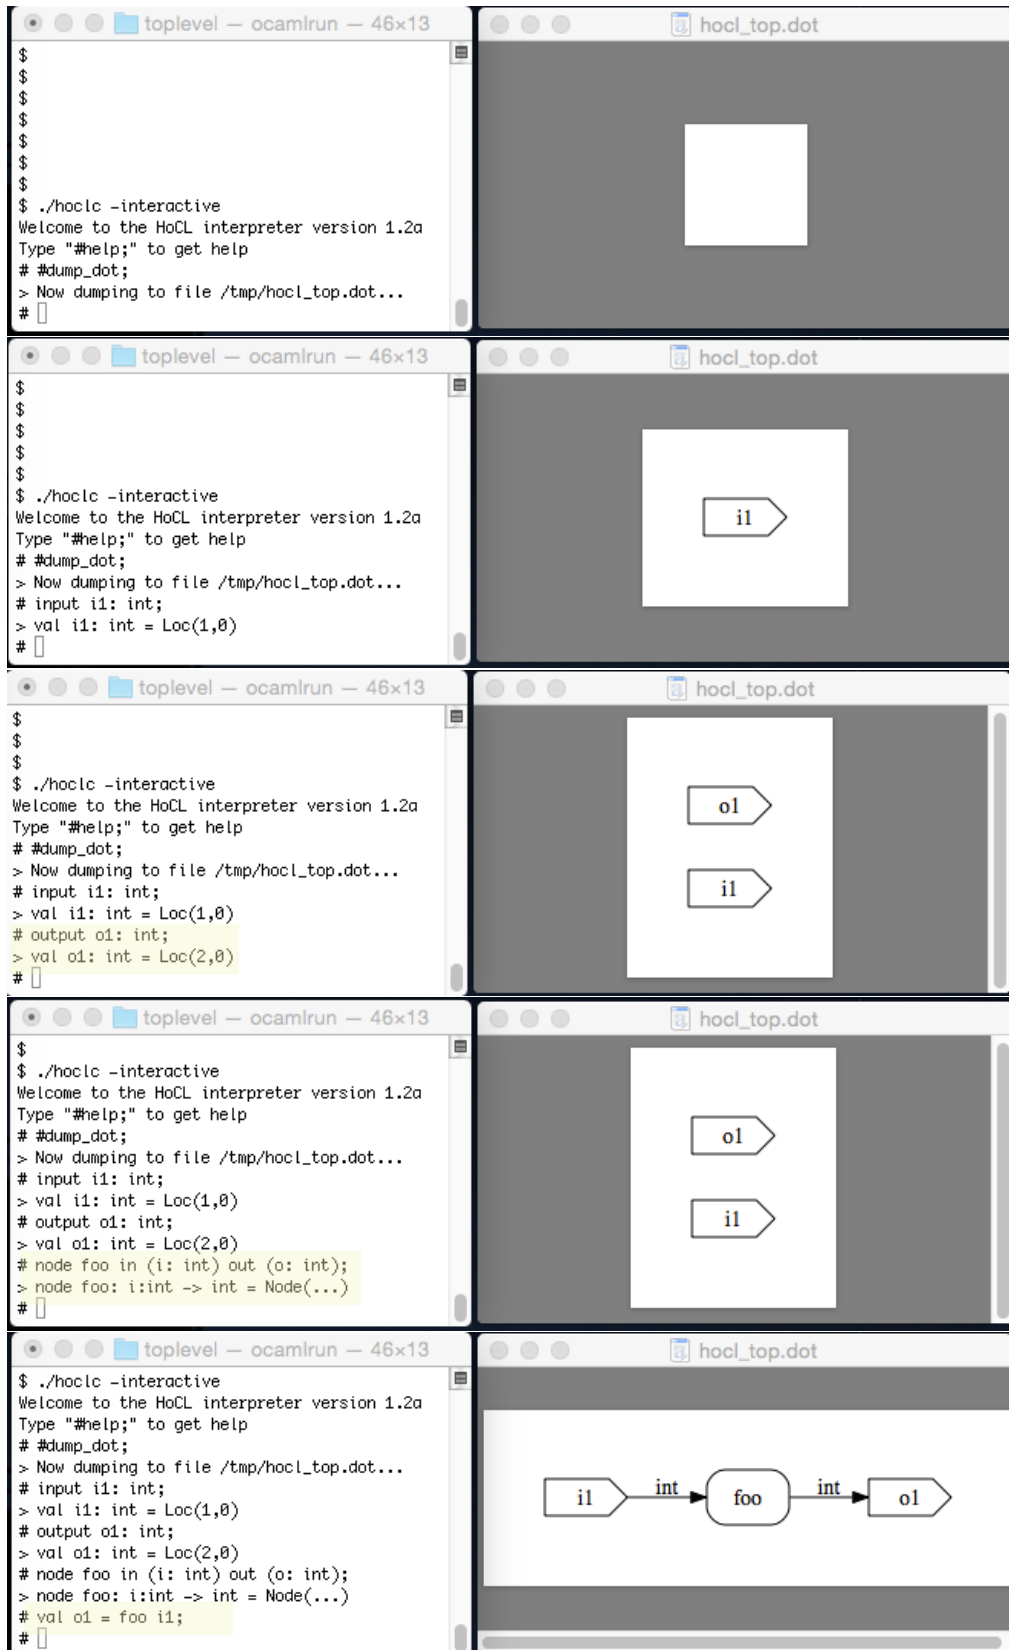 toplevel — ocamlrun — 46×13
$
$
$
$
$
$
$
$ ./hoclc -interactive
Welcome to the HoCL interpreter version 1.2a
Type "#help;" to get help
# #dump_dot;
> Now dumping to file /tmp/hocl_top.dot...
#
hocl_top.dot
toplevel — ocamlrun — 46×13
$
$
$
$
$
$ ./hoclc -interactive
Welcome to the HoCL interpreter version 1.2a
Type "#help;" to get help
# #dump_dot;
> Now dumping to file /tmp/hocl_top.dot...
# input i1: int;
> val i1: int = Loc(1,0)
#
hocl_top.dot
i1
toplevel — ocamlrun — 46×13
$
$
$
$ ./hoclc -interactive
Welcome to the HoCL interpreter version 1.2a
Type "#help;" to get help
# #dump_dot;
> Now dumping to file /tmp/hocl_top.dot...
# input i1: int;
> val i1: int = Loc(1,0)
# output o1: int;
> val o1: int = Loc(2,0)
#
hocl_top.dot
o1
i1
toplevel — ocamlrun — 46×13
$
$ ./hoclc -interactive
Welcome to the HoCL interpreter version 1.2a
Type "#help;" to get help
# #dump_dot;
> Now dumping to file /tmp/hocl_top.dot...
# input i1: int;
> val i1: int = Loc(1,0)
# output o1: int;
> val o1: int = Loc(2,0)
# node foo in (i: int) out (o: int);
> node foo: i:int -> int = Node(...)
#
hocl_top.dot
o1
i1
toplevel — ocamlrun — 46×13
$ ./hoclc -interactive
Welcome to the HoCL interpreter version 1.2a
Type "#help;" to get help
# #dump_dot;
> Now dumping to file /tmp/hocl_top.dot...
# input i1: int;
> val i1: int = Loc(1,0)
# output o1: int;
> val o1: int = Loc(2,0)
# node foo in (i: int) out (o: int);
> node foo: i:int -> int = Node(...)
# val o1 = foo i1;
#
hocl_top.dot
i1 int foo int o1